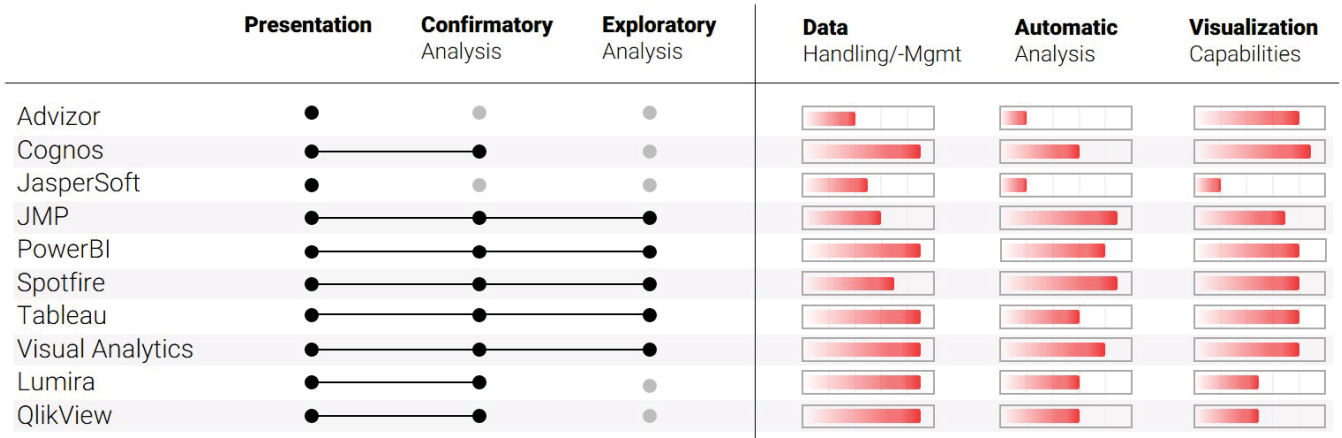 Presentation Confirmatory Exploratory Data Automatic Visualization
Analysis Analysis Handling/-Mgmt Analysis Capabilities
Advizor
Cognos
JasperSoft
JMP
PowerBI
Spotfire
Tableau
Visual Analytics
Lumira
QlikView